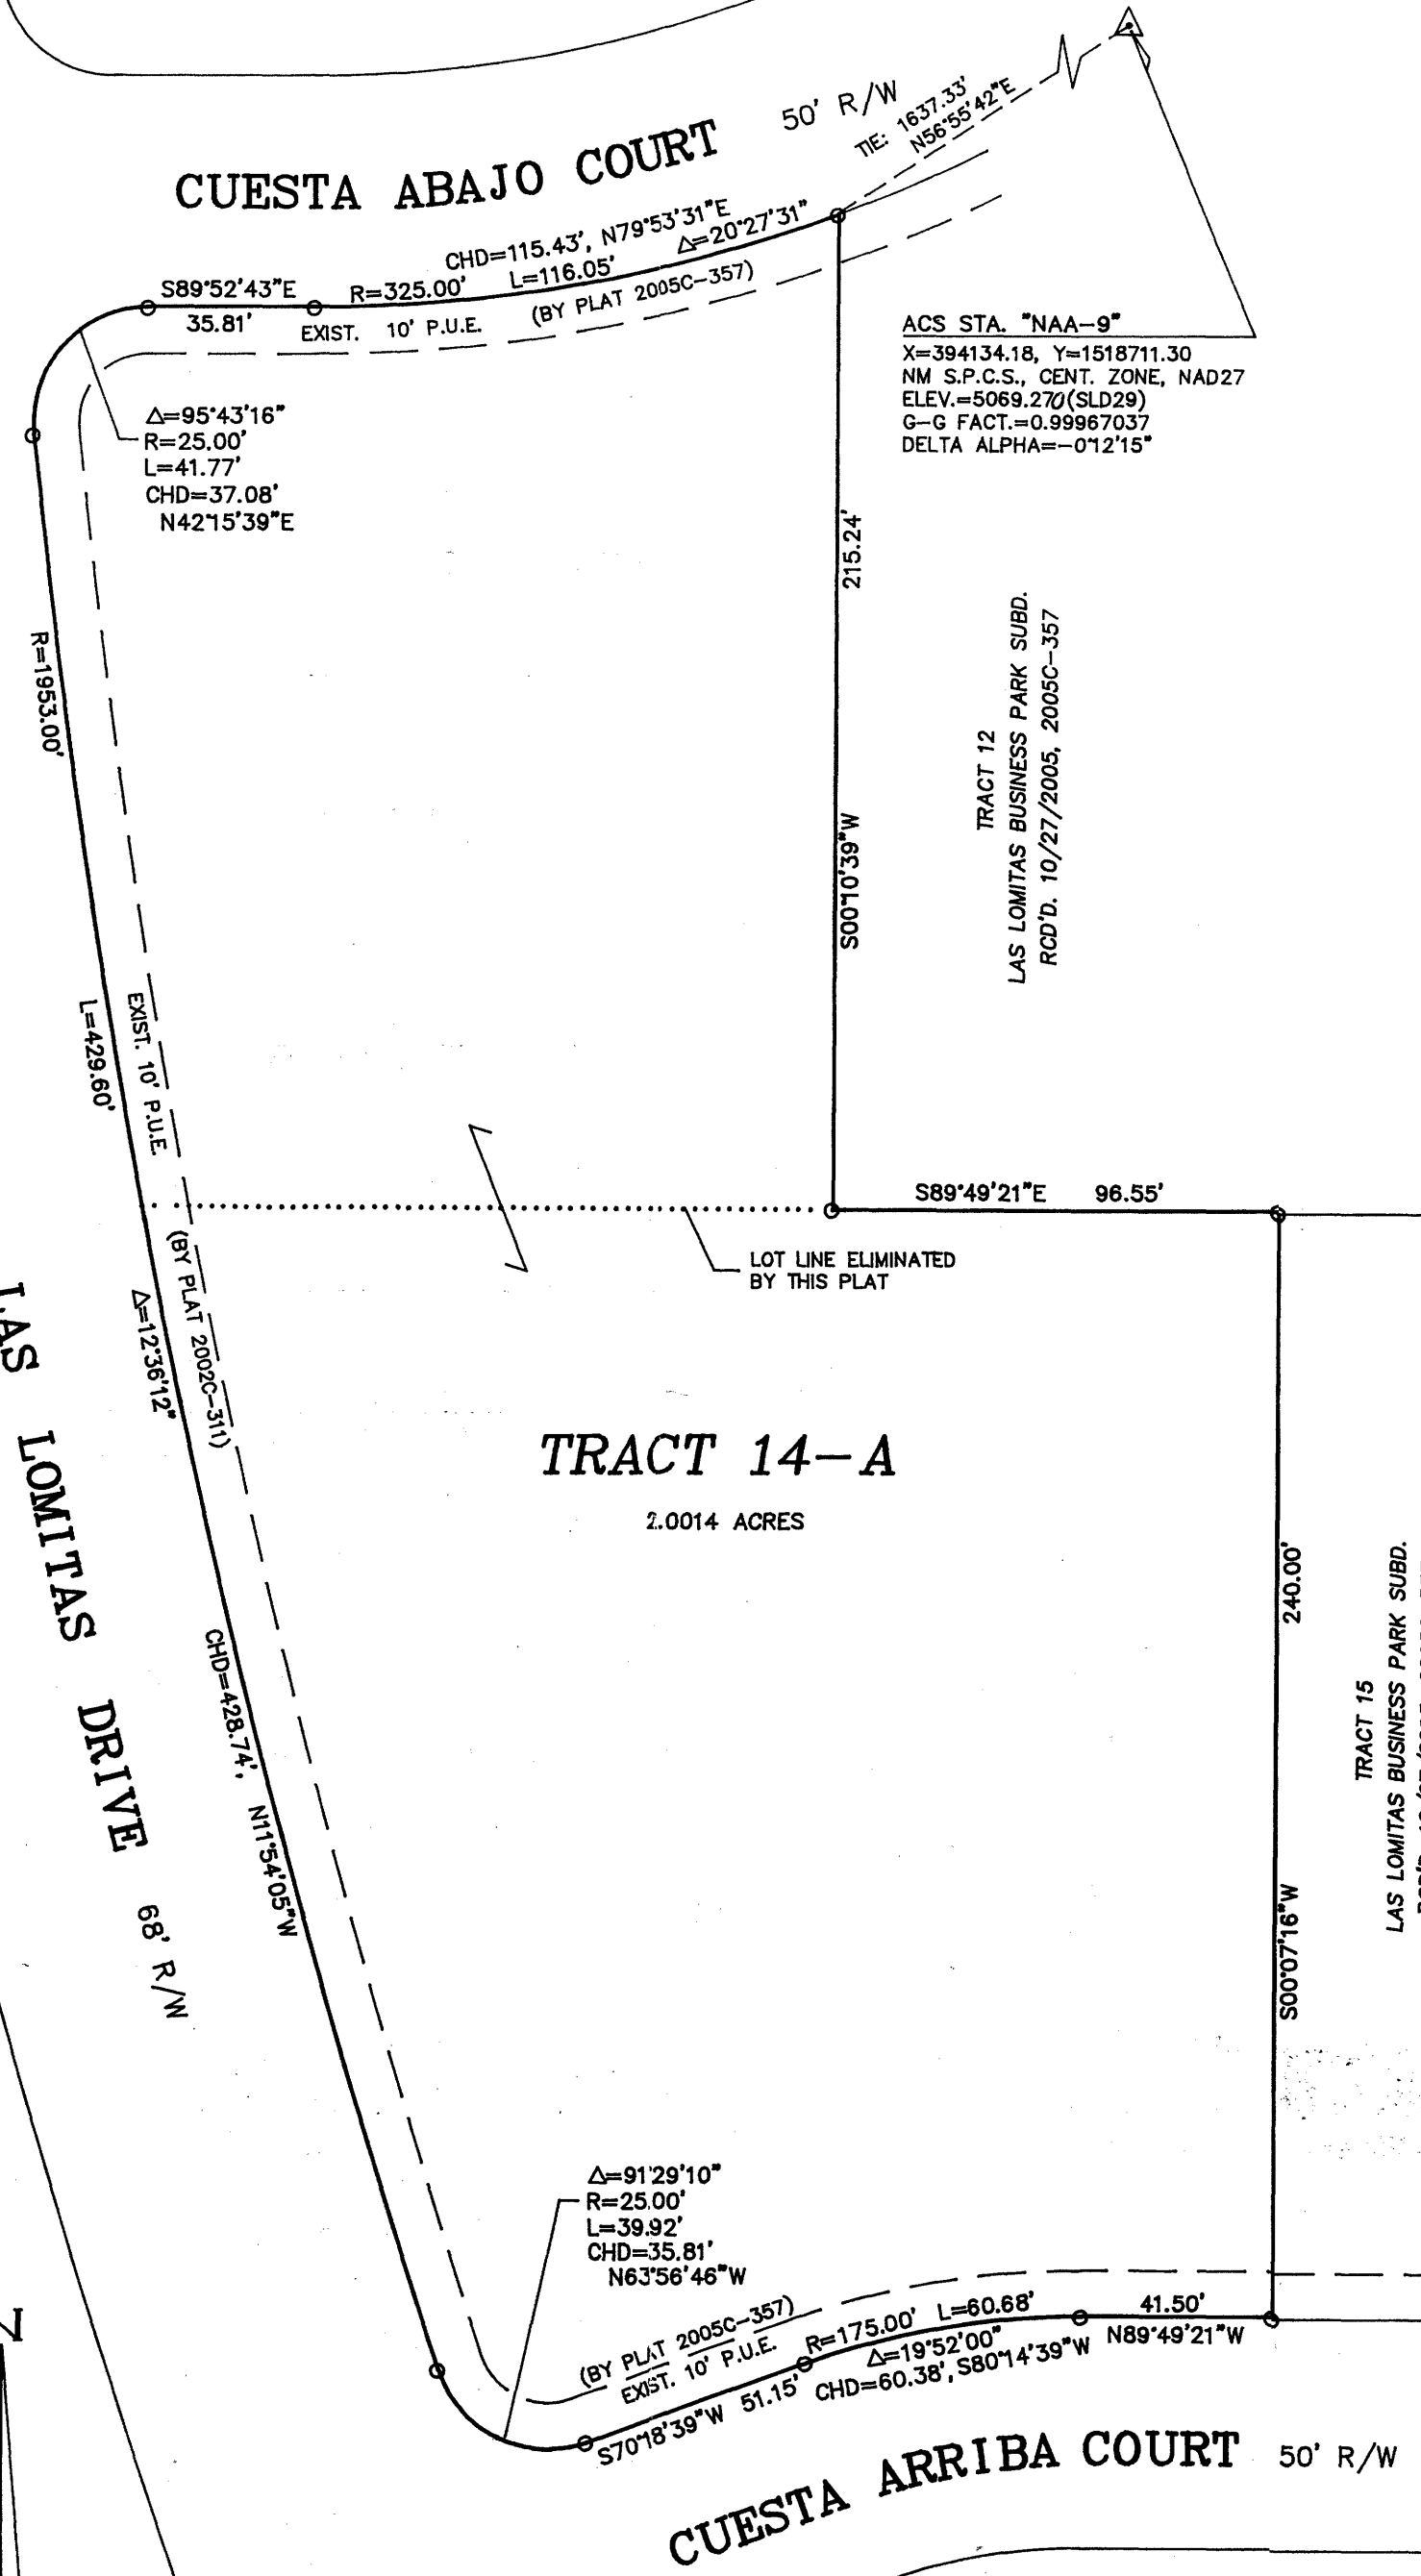 CUESTA ABAJO COURT
50' R/W
TIE: 1637.33'
N56°55'42"E
CHD=115.43', N79°53'31"E
Δ=20°27'31"
S89°52'43"E
R=325.00'
L=116.05'
35.81'
EXIST. 10' P.U.E.
(BY PLAT 2005C-357)
ACS STA. "NAA-9"
X=394134.18, Y=1518711.30
NM S.P.C.S., CENT. ZONE, NAD27
ELEV.=5069.270(SLD29)
G-G FACT.=0.99967037
DELTA ALPHA=-0°12'15"
Δ=95°43'16"
R=25.00'
L=41.77'
CHD=37.08'
N42°15'39"E
215.24'
S00°10'39"W
TRACT 12
LAS LOMITAS BUSINESS PARK SUBD.
RCD'D. 10/27/2005, 2005C-357
R=1953.00'
L=429.60'
EXIST. 10' P.U.E.
(BY PLAT 2002C-311)
Δ=12°36'12"
CHD=428.74', N11°54'05"W
S89°49'21"E 96.55'
LOT LINE ELIMINATED
BY THIS PLAT
LAS LOMITAS DRIVE 68' R/W
TRACT 14-A
2.0014 ACRES
240.00'
S00°07'16"W
TRACT 15
LAS LOMITAS BUSINESS PARK SUBD.
Δ=91°29'10"
R=25.00'
L=39.92'
CHD=35.81'
N63°56'46"W
(BY PLAT 2005C-357)
EXIST. 10' P.U.E.
R=175.00' L=60.68'
Δ=19°52'00"
CHD=60.38', S80°14'39"W
41.50'
N89°49'21"W
S70°18'39"W 51.15'
CUESTA ARRIBA COURT 50' R/W